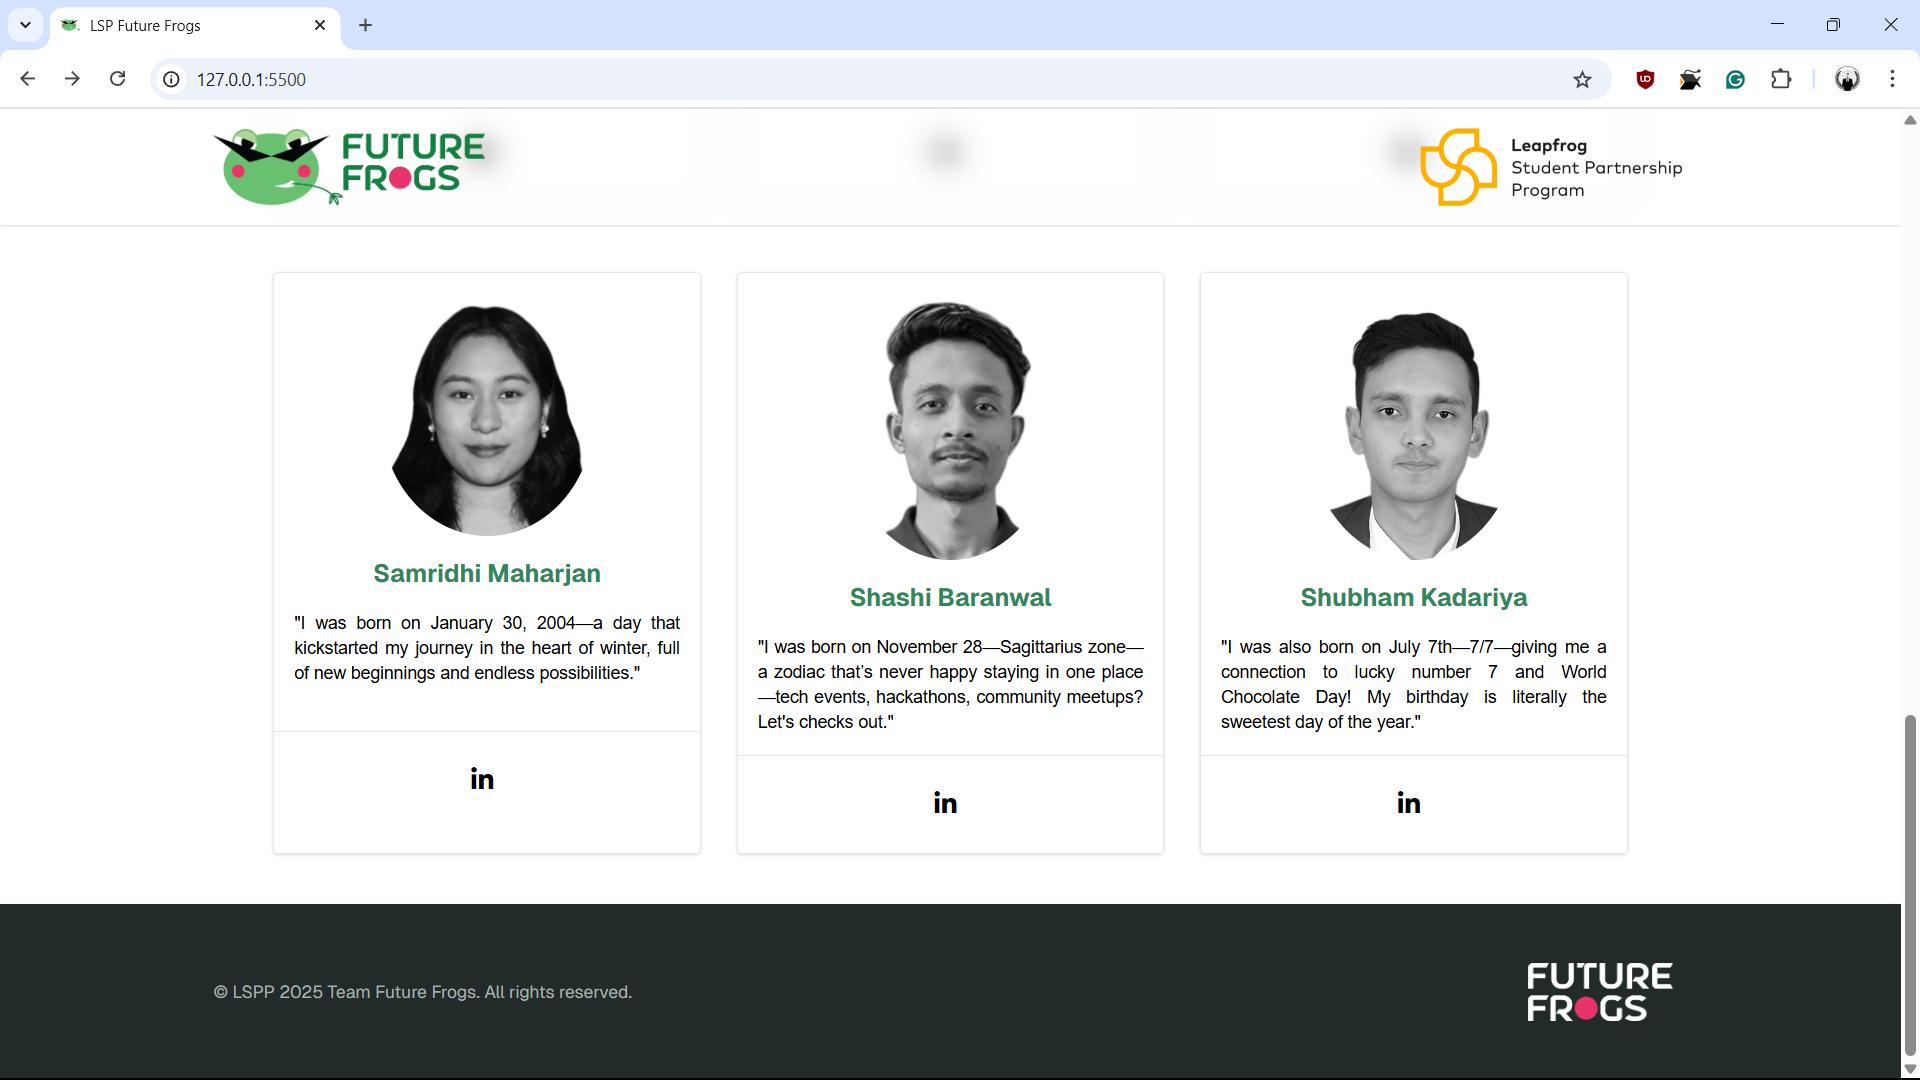 LSP Future Frogs
127.0.0.1:5500
FUTURE
FROGS
Leapfrog
Student Partnership
Program
Samridhi Maharjan
"I was born on January 30, 2004—a day that
kickstarted my journey in the heart of winter, full
of new beginnings and endless possibilities."
in
Shashi Baranwal
"I was born on November 28—Sagittarius zone—
a zodiac that’s never happy staying in one place
—tech events, hackathons, community meetups?
Let's checks out."
in
Shubham Kadariya
"I was also born on July 7th—7/7—giving me a
connection to lucky number 7 and World
Chocolate Day! My birthday is literally the
sweetest day of the year."
in
© LSPP 2025 Team Future Frogs. All rights reserved.
FUTURE
FROGS